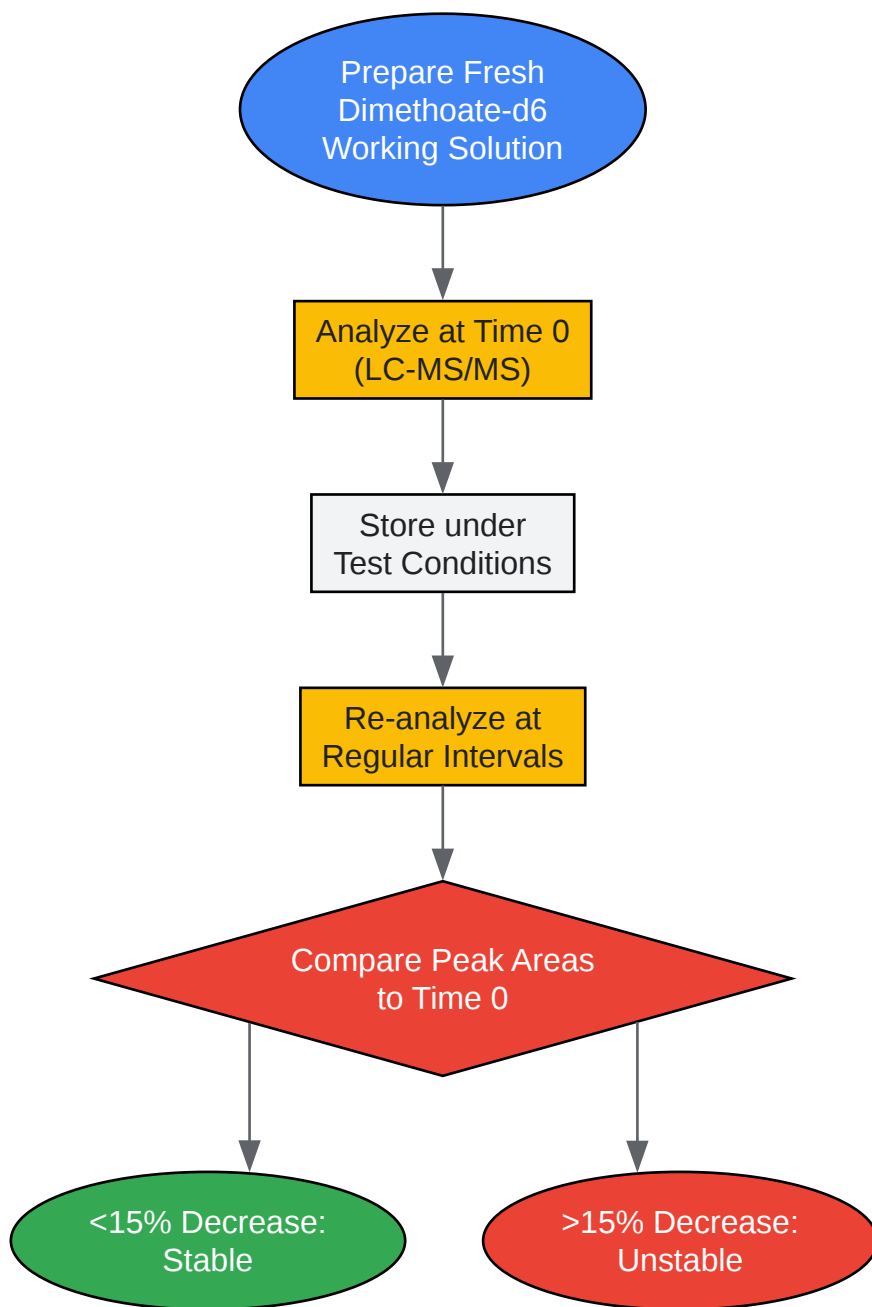 Prepare Fresh
Dimethoate-d6
Working Solution
Analyze at Time 0
(LC-MS/MS)
Store under
Test Conditions
Re-analyze at
Regular Intervals
Compare Peak Areas
to Time 0
<15% Decrease:
Stable
>15% Decrease:
Unstable